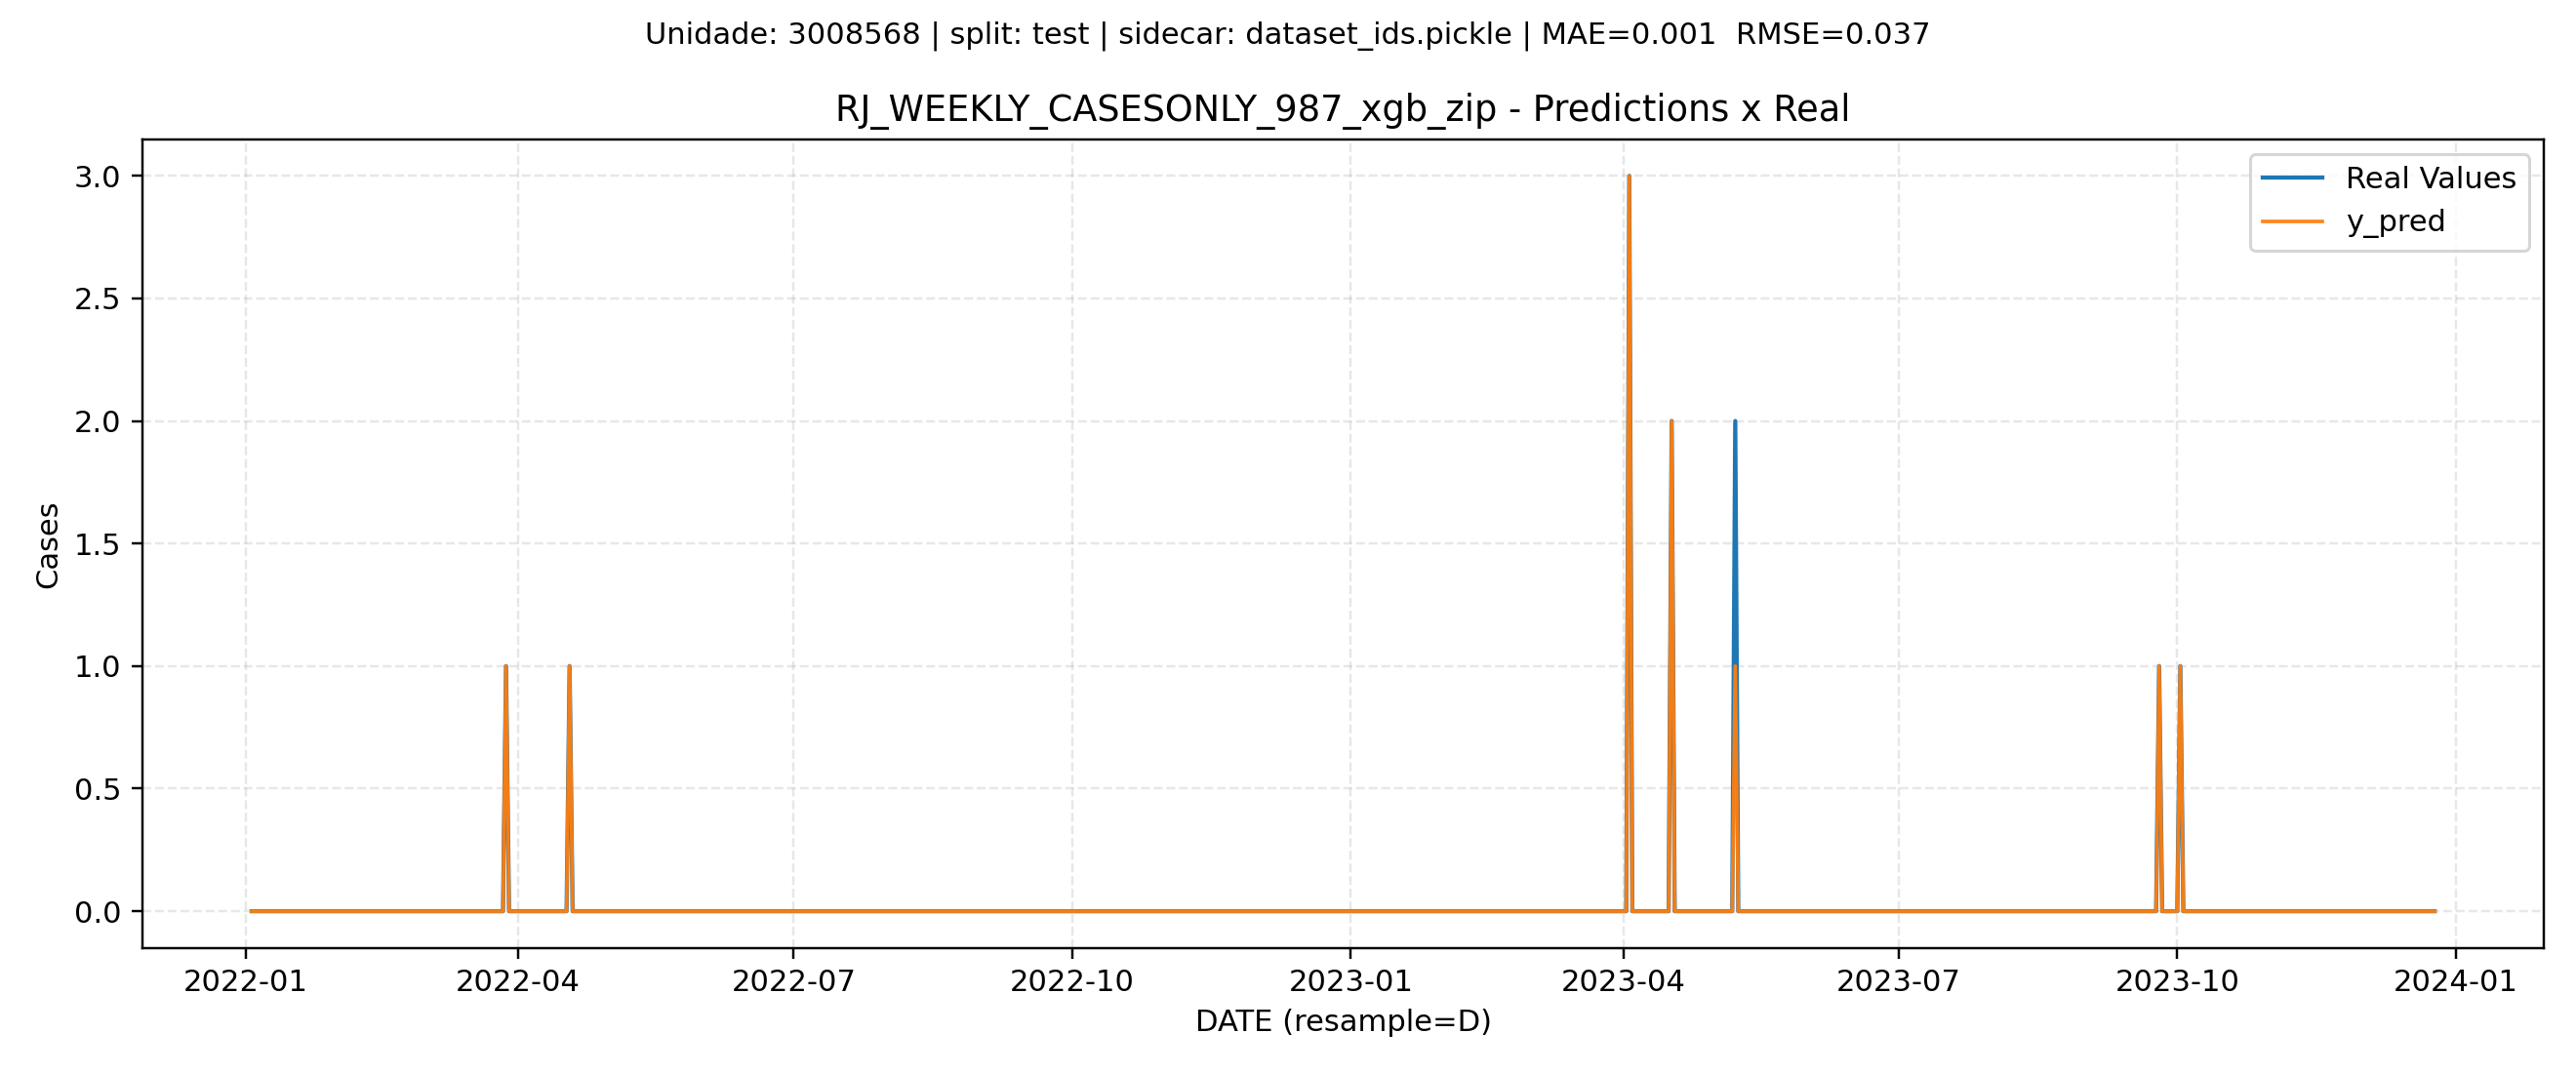 Unidade: 3008568 | split: test | sidecar: dataset_ids.pickle | MAE=0.001  RMSE=0.037
RJ_WEEKLY_CASESONLY_987_xgb_zip - Predictions x Real
Real Values
y_pred
Cases
3.0
2.5
2.0
1.5
1.0
0.5
0.0
2022-01 2022-04 2022-07 2022-10 2023-01 2023-04 2023-07 2023-10 2024-01
DATE (resample=D)